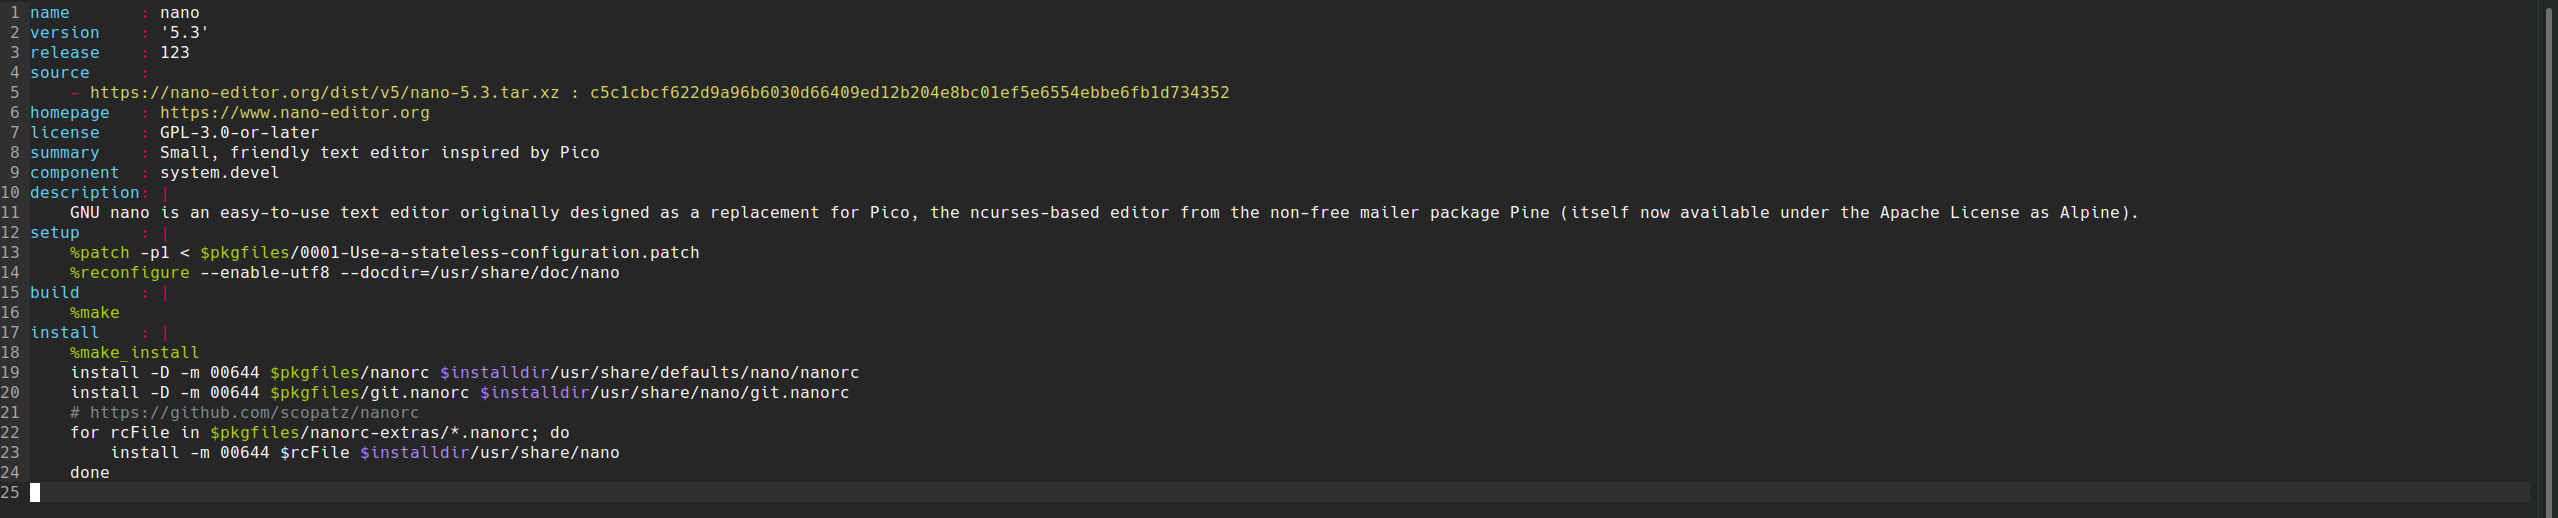 1 name       : nano
2 version    : '5.3'
3 release    : 123
4 source     :
5     - https://nano-editor.org/dist/v5/nano-5.3.tar.xz : c5c1cbcf622d9a96b6030d66409ed12b204e8bc01ef5e6554ebbe6fb1d734352
6 homepage   : https://www.nano-editor.org
7 license    : GPL-3.0-or-later
8 summary    : Small, friendly text editor inspired by Pico
9 component  : system.devel
10 description: |
11     GNU nano is an easy-to-use text editor originally designed as a replacement for Pico, the ncurses-based editor from the non-free mailer package Pine (itself now available under the Apache License as Alpine).
12 setup      : |
13     %patch -p1 < $pkgfiles/0001-Use-a-stateless-configuration.patch
14     %reconfigure --enable-utf8 --docdir=/usr/share/doc/nano
15 build      : |
16     %make
17 install    : |
18     %make_install
19     install -D -m 00644 $pkgfiles/nanorc $installdir/usr/share/defaults/nano/nanorc
20     install -D -m 00644 $pkgfiles/git.nanorc $installdir/usr/share/nano/git.nanorc
21     # https://github.com/scopatz/nanorc
22     for rcFile in $pkgfiles/nanorc-extras/*.nanorc; do
23         install -m 00644 $rcFile $installdir/usr/share/nano
24     done
25